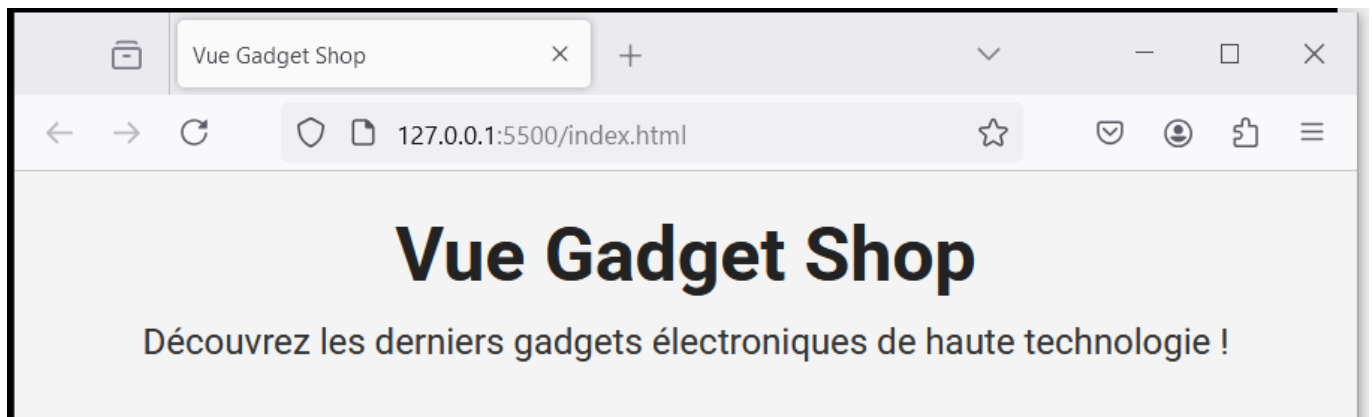 Vue Gadget Shop
127.0.0.1:5500/index.html
Vue Gadget Shop
Découvrez les derniers gadgets électroniques de haute technologie !